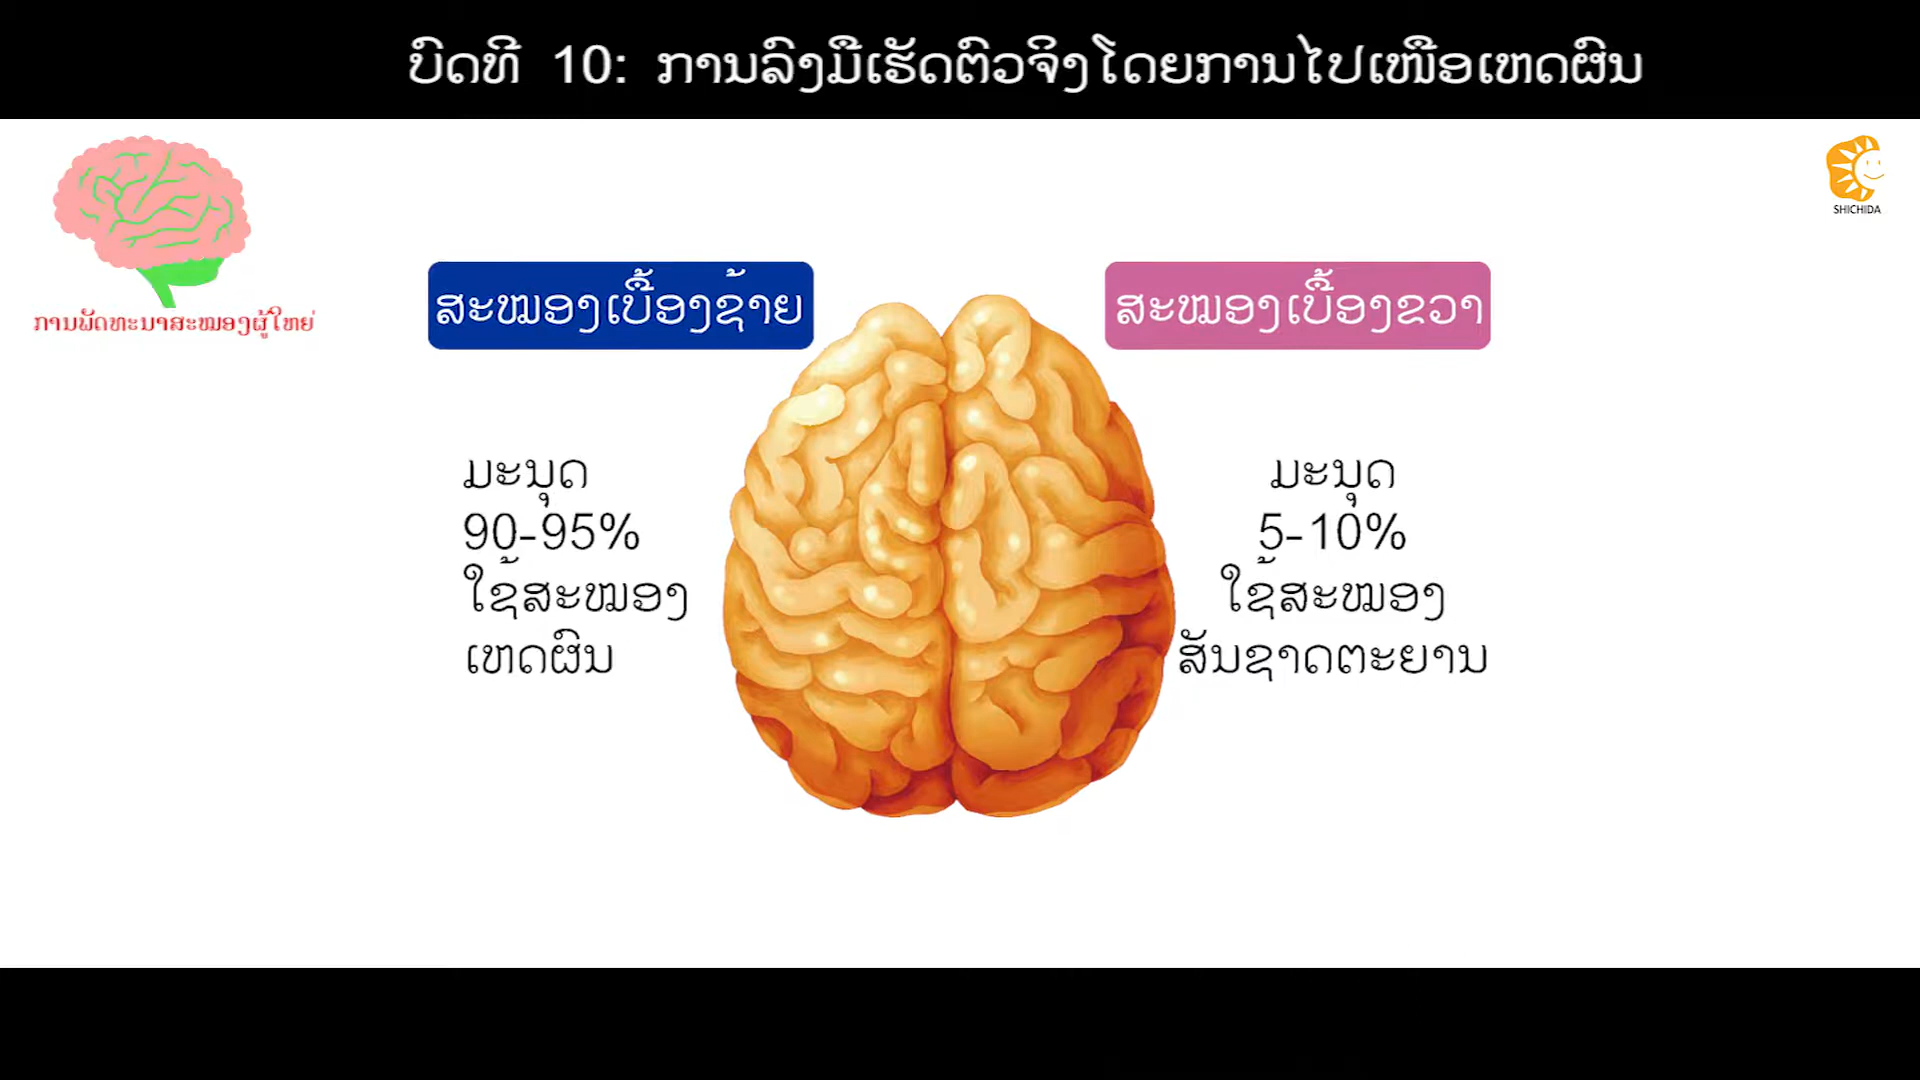 ບົດທີ 10: ການລົງມືເຮັດຕົວຈິງໂດຍການໄປເໜືອເຫດຜົນ
SHICHIDA
ການພັດທະນາສະໝອງຜູ້ໃຫຍ່
ສະໝອງເບື້ອງຊ້າຍ
ສະໝອງເບື້ອງຂວາ
ມະນຸດ
90-95%
ໃຊ້ສະໝອງ
ເຫດຜົນ
ມະນຸດ
5-10%
ໃຊ້ສະໝອງ
ສັນຊາດຕະຍານ